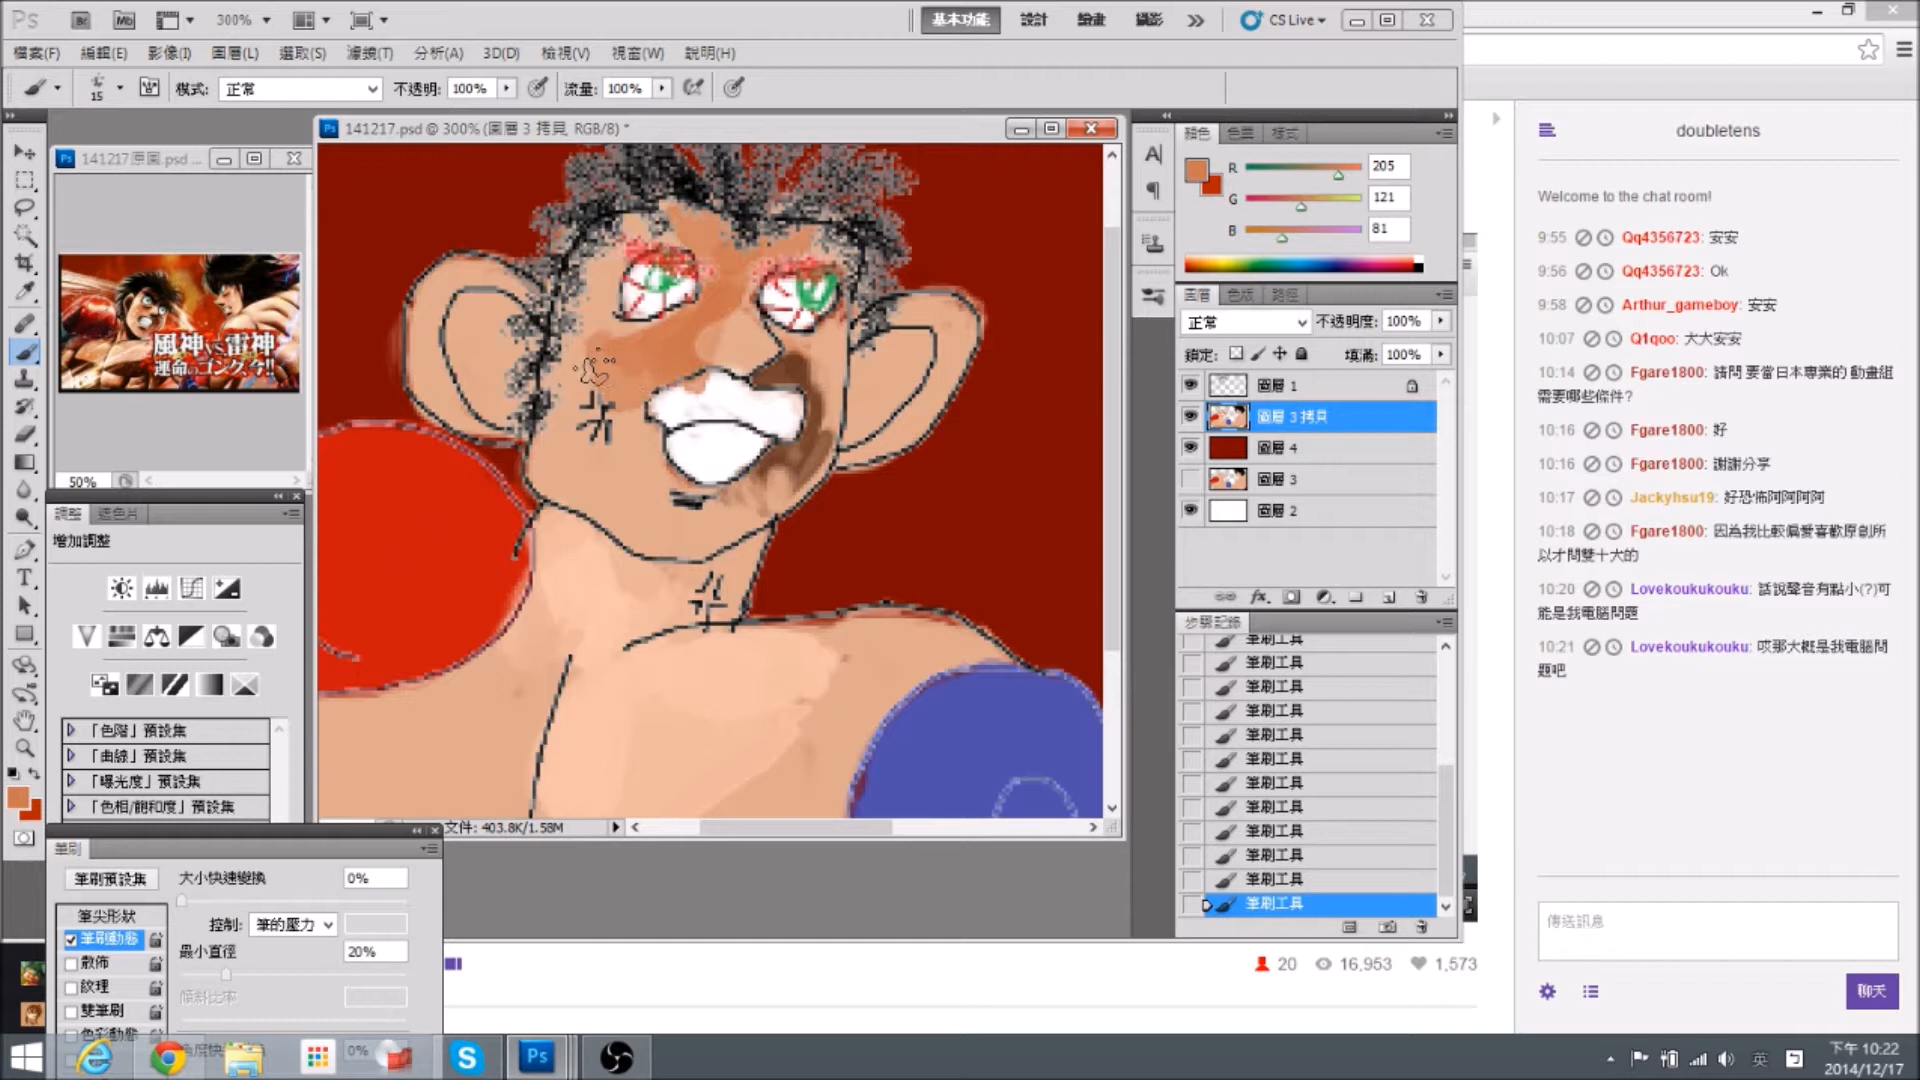 Ps
Br
Mb
300%
基本功能
設計
繪畫
攝影
CS Live
檔案(F)
編輯(E)
影像(I)
圖層(L)
選取(S)
濾鏡(T)
分析(A)
3D(D)
檢視(V)
視窗(W)
說明(H)
15
模式:
正常
不透明:
100%
流量:
100%
141217原圖.psd ...
風神vs雷神
運命のゴング、今!!
50%
141217.psd @ 300% (圖層 3 拷貝, RGB/8) *
文件: 403.8K/1.58M
調整
遮色片
增加調整
「色階」預設集
「曲線」預設集
「曝光度」預設集
「色相/飽和度」預設集
筆刷
筆刷預設集
大小快速變換
0%
筆尖形狀
控制:
筆的壓力
筆刷動態
最小直徑
20%
散佈
紋理
傾斜比率
雙筆刷
色彩動態
0%
顏色
色票
樣式
R
205
G
121
B
81
圖層
色版
路徑
正常
不透明度:
100%
鎖定:
填滿:
100%
圖層 1
圖層 3 拷貝
圖層 4
圖層 3
圖層 2
步驟記錄
筆刷工具
筆刷工具
筆刷工具
筆刷工具
筆刷工具
筆刷工具
筆刷工具
筆刷工具
筆刷工具
筆刷工具
筆刷工具
筆刷工具
20
16,953
1,573
doubletens
Welcome to the chat room!
9:55 Qq4356723: 安安
9:56 Qq4356723: Ok
9:58 Arthur_gameboy: 安安
10:07 Q1qoo: 大大安安
10:14 Fgare1800: 請問 要當日本專業的 動畫組
需要哪些條件?
10:16 Fgare1800: 好
10:16 Fgare1800: 謝謝分享
10:17 Jackyhsu19: 好恐怖阿阿阿阿
10:18 Fgare1800: 因為我比較偏愛喜歡原創所
以才問雙十大的
10:20 Lovekoukoukouku: 話說聲音有點小(?)可
能是我電腦問題
10:21 Lovekoukoukouku: 哎那大概是我電腦問
題吧
傳送訊息
聊天
英
下午 10:22
2014/12/17